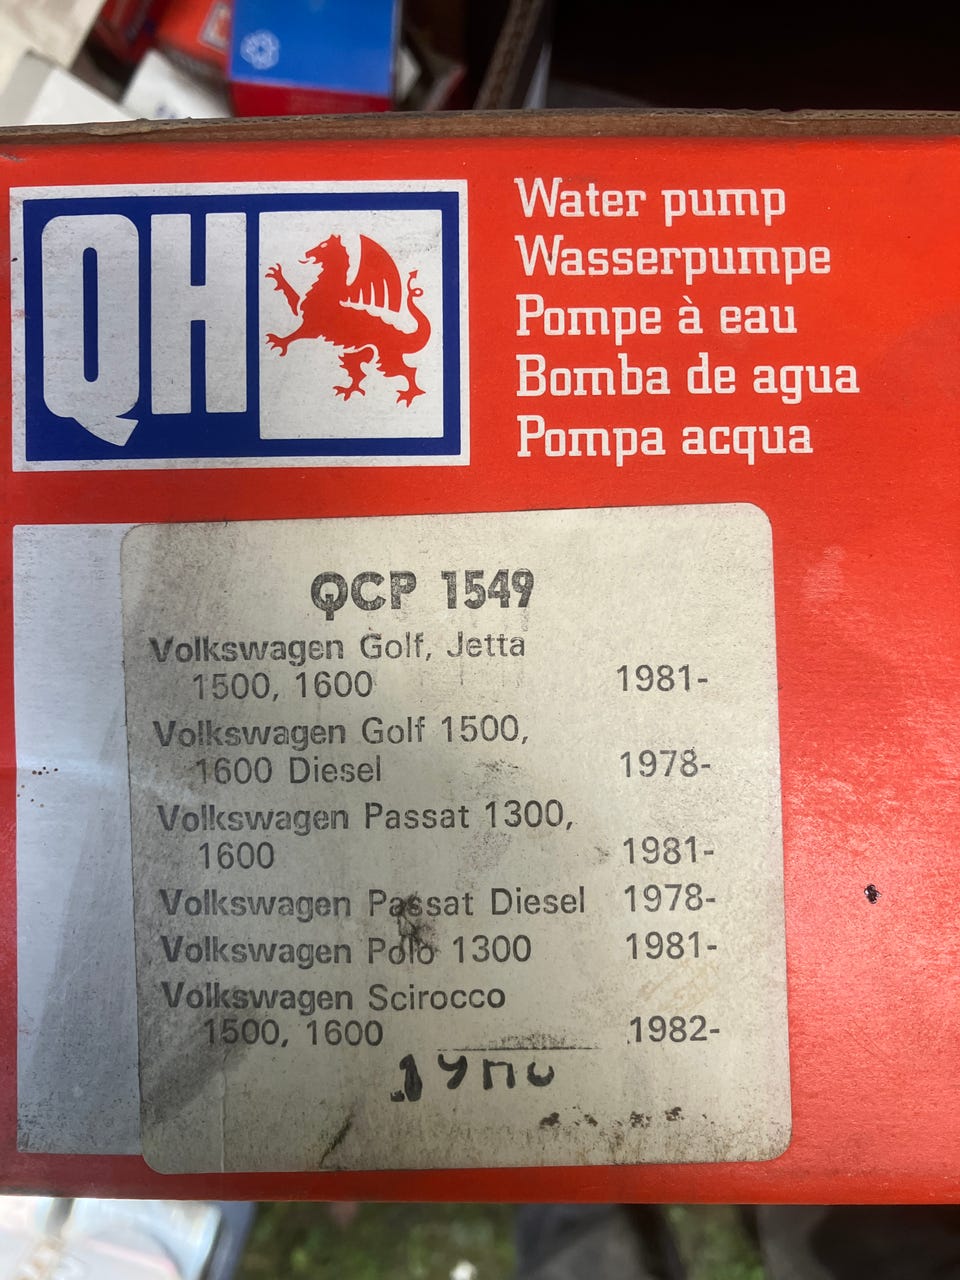 QH
Water pump
Wasserpumpe
Pompe à eau
Bomba de agua
Pompa acqua
QCP 1549
Volkswagen Golf, Jetta
1500, 1600 1981-
Volkswagen Golf 1500,
1600 Diesel 1978-
Volkswagen Passat 1300,
1600 1981-
Volkswagen Passat Diesel 1978-
Volkswagen Polo 1300 1981-
Volkswagen Scirocco
1500, 1600 1982-